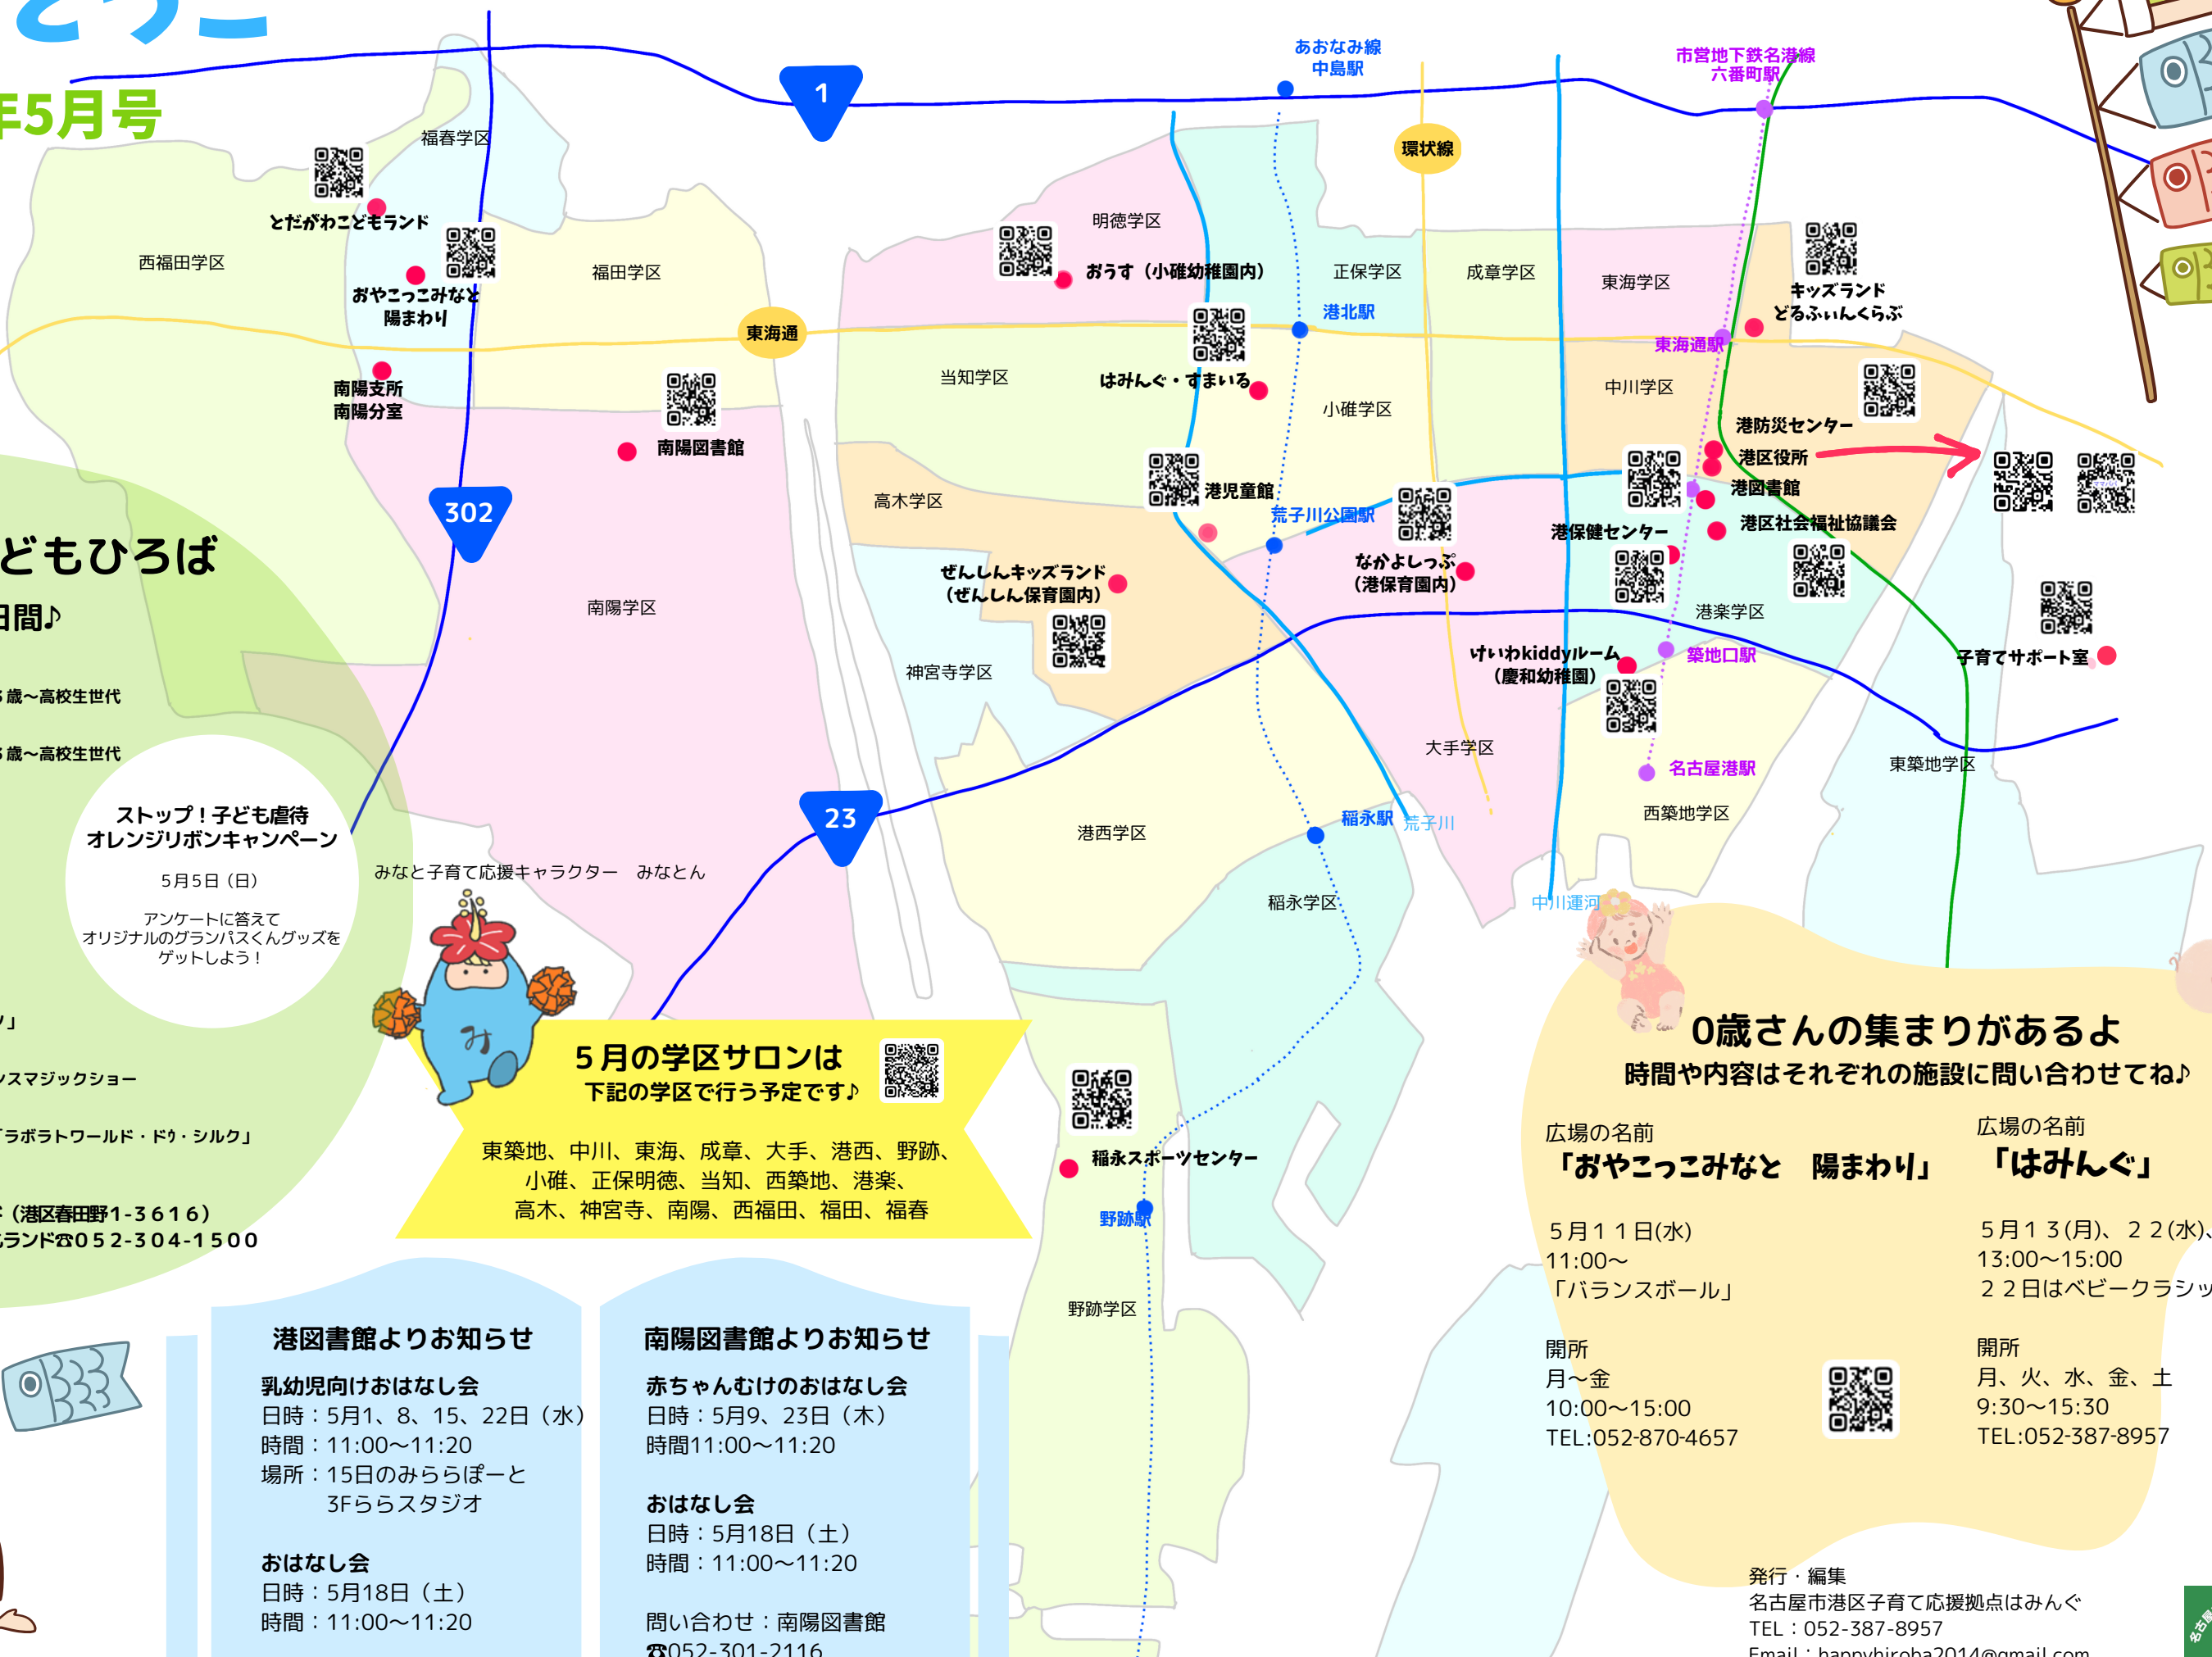 年5月号
1
あおなみ線
中島駅
市営地下鉄名港線
六番町駅
環状線
福春学区
とだがわこどもランド
西福田学区
福田学区
おやこっこみなと
陽まわり
明徳学区
おうす（小碓幼稚園内）
正保学区
成章学区
東海学区
キッズランド
どるふぃんくらぶ
港北駅
東海通
東海通駅
南陽支所
南陽分室
当知学区
はみんぐ・すまいる
小碓学区
中川学区
南陽図書館
港防災センター
港区役所
港図書館
港区社会福祉協議会
302
高木学区
港児童館
荒子川公園駅
港保健センター
なかよしっぷ
（港保育園内）
ぜんしんキッズランド
（ぜんしん保育園内）
南陽学区
港楽学区
神宮寺学区
けいわkiddyルーム
（慶和幼稚園）
築地口駅
子育てサポート室
大手学区
名古屋港駅
東築地学区
西築地学区
23
港西学区
稲永駅
荒子川
稲永学区
中川運河
どもひろば
日間♪
歳〜高校生世代
歳〜高校生世代
ストップ！子ども虐待
オレンジリボンキャンペーン
５月５日（日）
アンケートに答えて
オリジナルのグランパスくんグッズを
ゲットしよう！
ンスマジックショー
「ラボラトワールド・ドゥ・シルク」
（港区春田野1-３６１６）
ランド☎０５２-３０４-１５００
みなと子育て応援キャラクター　みなとん
み
５月の学区サロンは
下記の学区で行う予定です♪
東築地、中川、東海、成章、大手、港西、野跡、
小碓、正保明徳、当知、西築地、港楽、
高木、神宮寺、南陽、西福田、福田、福春
稲永スポーツセンター
野跡駅
野跡学区
0歳さんの集まりがあるよ
時間や内容はそれぞれの施設に問い合わせてね♪
広場の名前
「おやこっこみなと　陽まわり」
５月１１日(水)
11:00〜
「バランスボール」
開所
月〜金
10:00〜15:00
TEL:052-870-4657
広場の名前
「はみんぐ」
５月１３(月)、２２(水)、
13:00〜15:00
２２日はベビークラシッ
開所
月、火、水、金、土
9:30〜15:30
TEL:052-387-8957
港図書館よりお知らせ
乳幼児向けおはなし会
日時：5月1、8、15、22日（水）
時間：11:00〜11:20
場所：15日のみららぽーと
3Fららスタジオ
おはなし会
日時：5月18日（土）
時間：11:00〜11:20
南陽図書館よりお知らせ
赤ちゃんむけのおはなし会
日時：5月9、23日（木）
時間11:00〜11:20
おはなし会
日時：5月18日（土）
時間：11:00〜11:20
問い合わせ：南陽図書館
☎052-301-2116
発行・編集
名古屋市港区子育て応援拠点はみんぐ
TEL：052-387-8957
Email：happyhiroba2014@gmail.com
名古屋